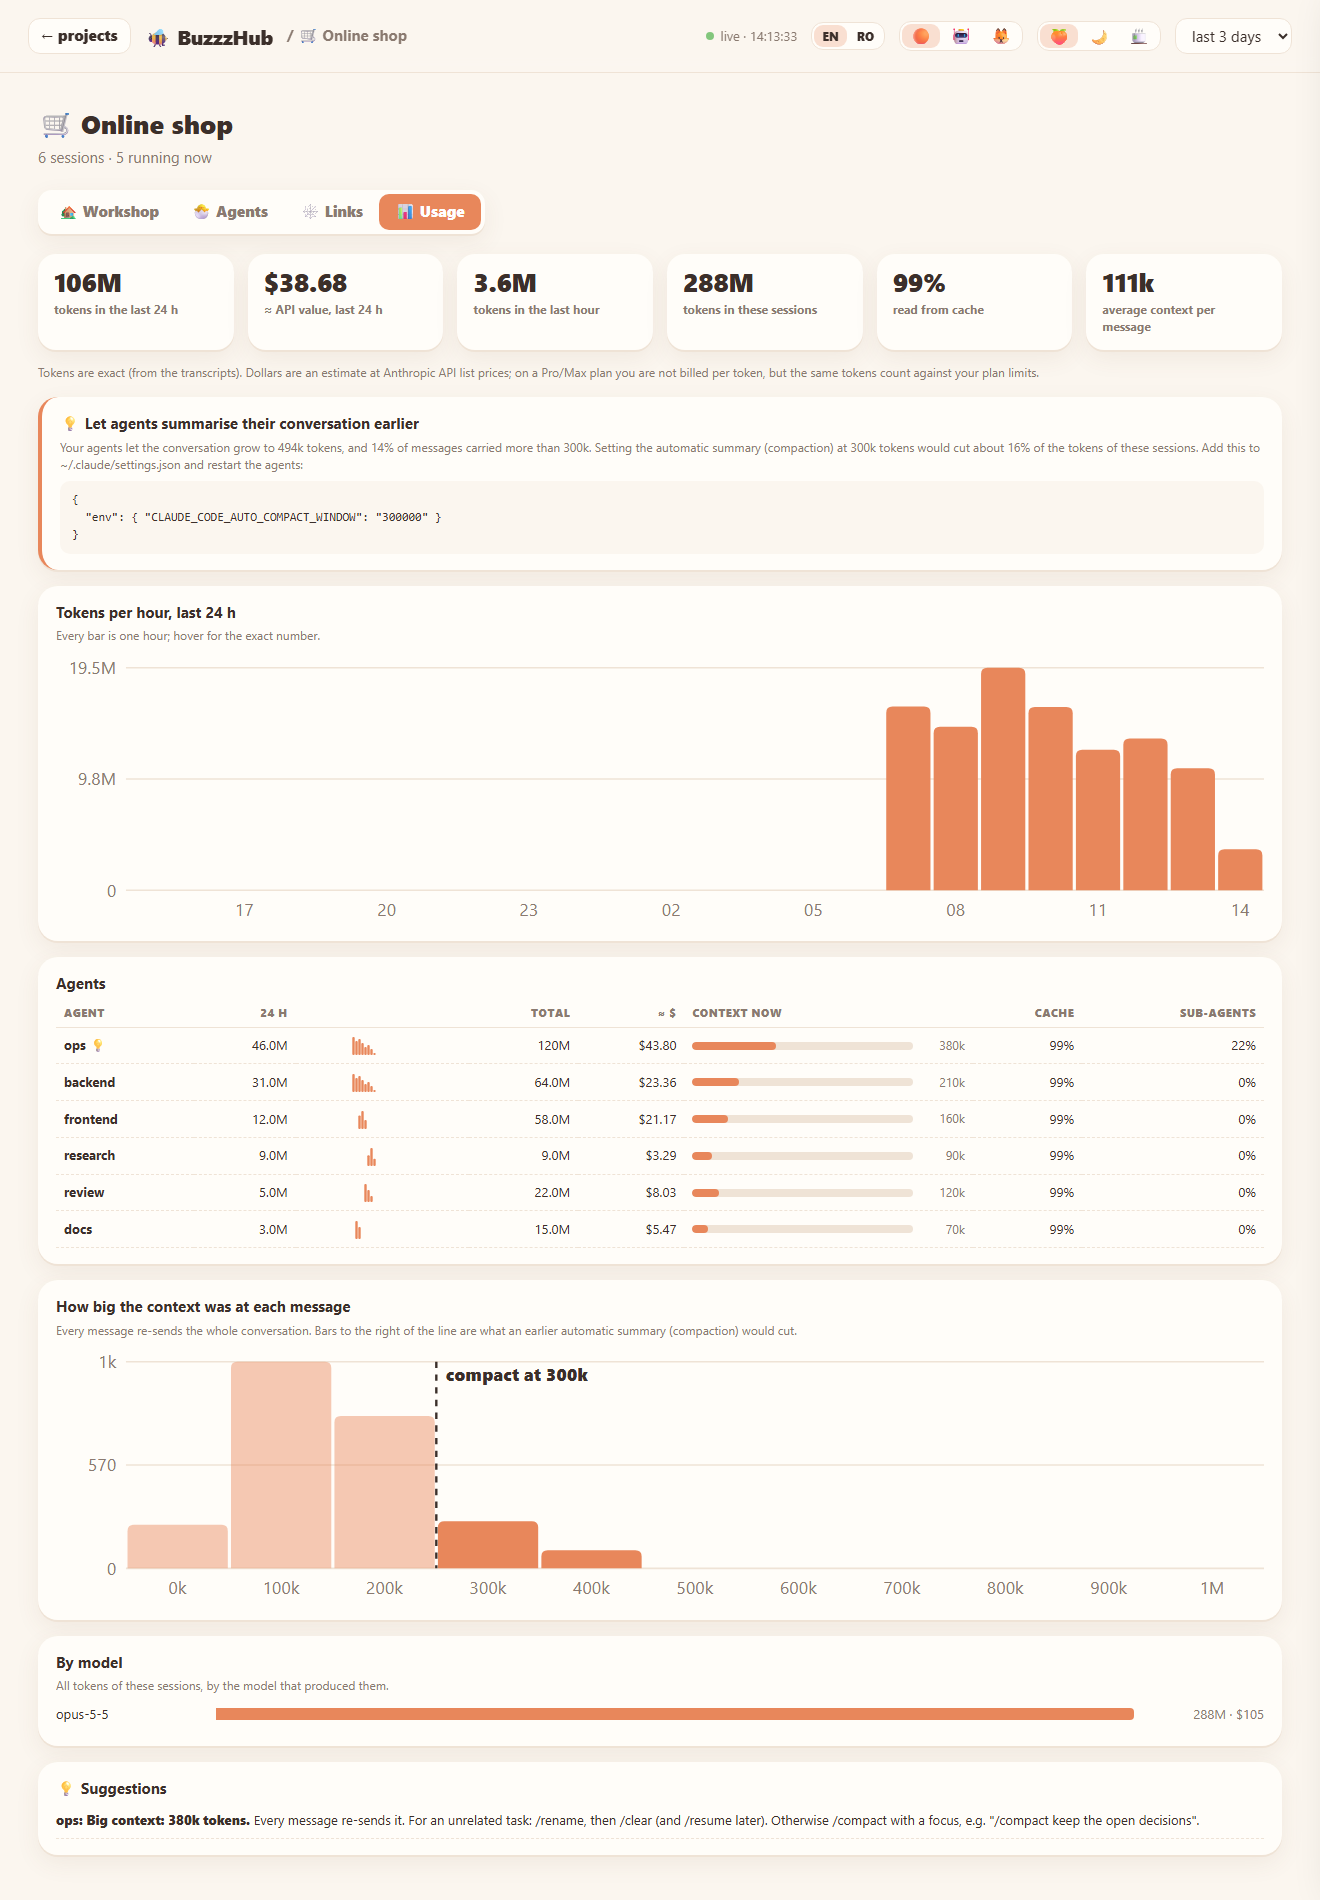 ← projects
BuzzzHub
/ Online shop
live · 14:13:33
EN RO
last 3 days
Online shop
6 sessions · 5 running now
Workshop
Agents
Links
Usage
106M
tokens in the last 24 h
$38.68
≈ API value, last 24 h
3.6M
tokens in the last hour
288M
tokens in these sessions
99%
read from cache
111k
average context per
message
Tokens are exact (from the transcripts). Dollars are an estimate at Anthropic API list prices; on a Pro/Max plan you are not billed per token, but the same tokens count against your plan limits.
Let agents summarise their conversation earlier
Your agents let the conversation grow to 494k tokens, and 14% of messages carried more than 300k. Setting the automatic summary (compaction) at 300k tokens would cut about 16% of the tokens of these sessions. Add this to
~/.claude/settings.json and restart the agents:
{
"env": { "CLAUDE_CODE_AUTO_COMPACT_WINDOW": "300000" }
}
Tokens per hour, last 24 h
Every bar is one hour; hover for the exact number.
19.5M
9.8M
0
17 20 23 02 05 08 11 14
Agents
AGENT 24 H TOTAL ≈ $ CONTEXT NOW CACHE SUB-AGENTS
ops 46.0M 120M $43.80 380k 99% 22%
backend 31.0M 64.0M $23.36 210k 99% 0%
frontend 12.0M 58.0M $21.17 160k 99% 0%
research 9.0M 9.0M $3.29 90k 99% 0%
review 5.0M 22.0M $8.03 120k 99% 0%
docs 3.0M 15.0M $5.47 70k 99% 0%
How big the context was at each message
Every message re-sends the whole conversation. Bars to the right of the line are what an earlier automatic summary (compaction) would cut.
1k
compact at 300k
570
0
0k 100k 200k 300k 400k 500k 600k 700k 800k 900k 1M
By model
All tokens of these sessions, by the model that produced them.
opus-5-5 288M · $105
Suggestions
ops: Big context: 380k tokens. Every message re-sends it. For an unrelated task: /rename, then /clear (and /resume later). Otherwise /compact with a focus, e.g. "/compact keep the open decisions".